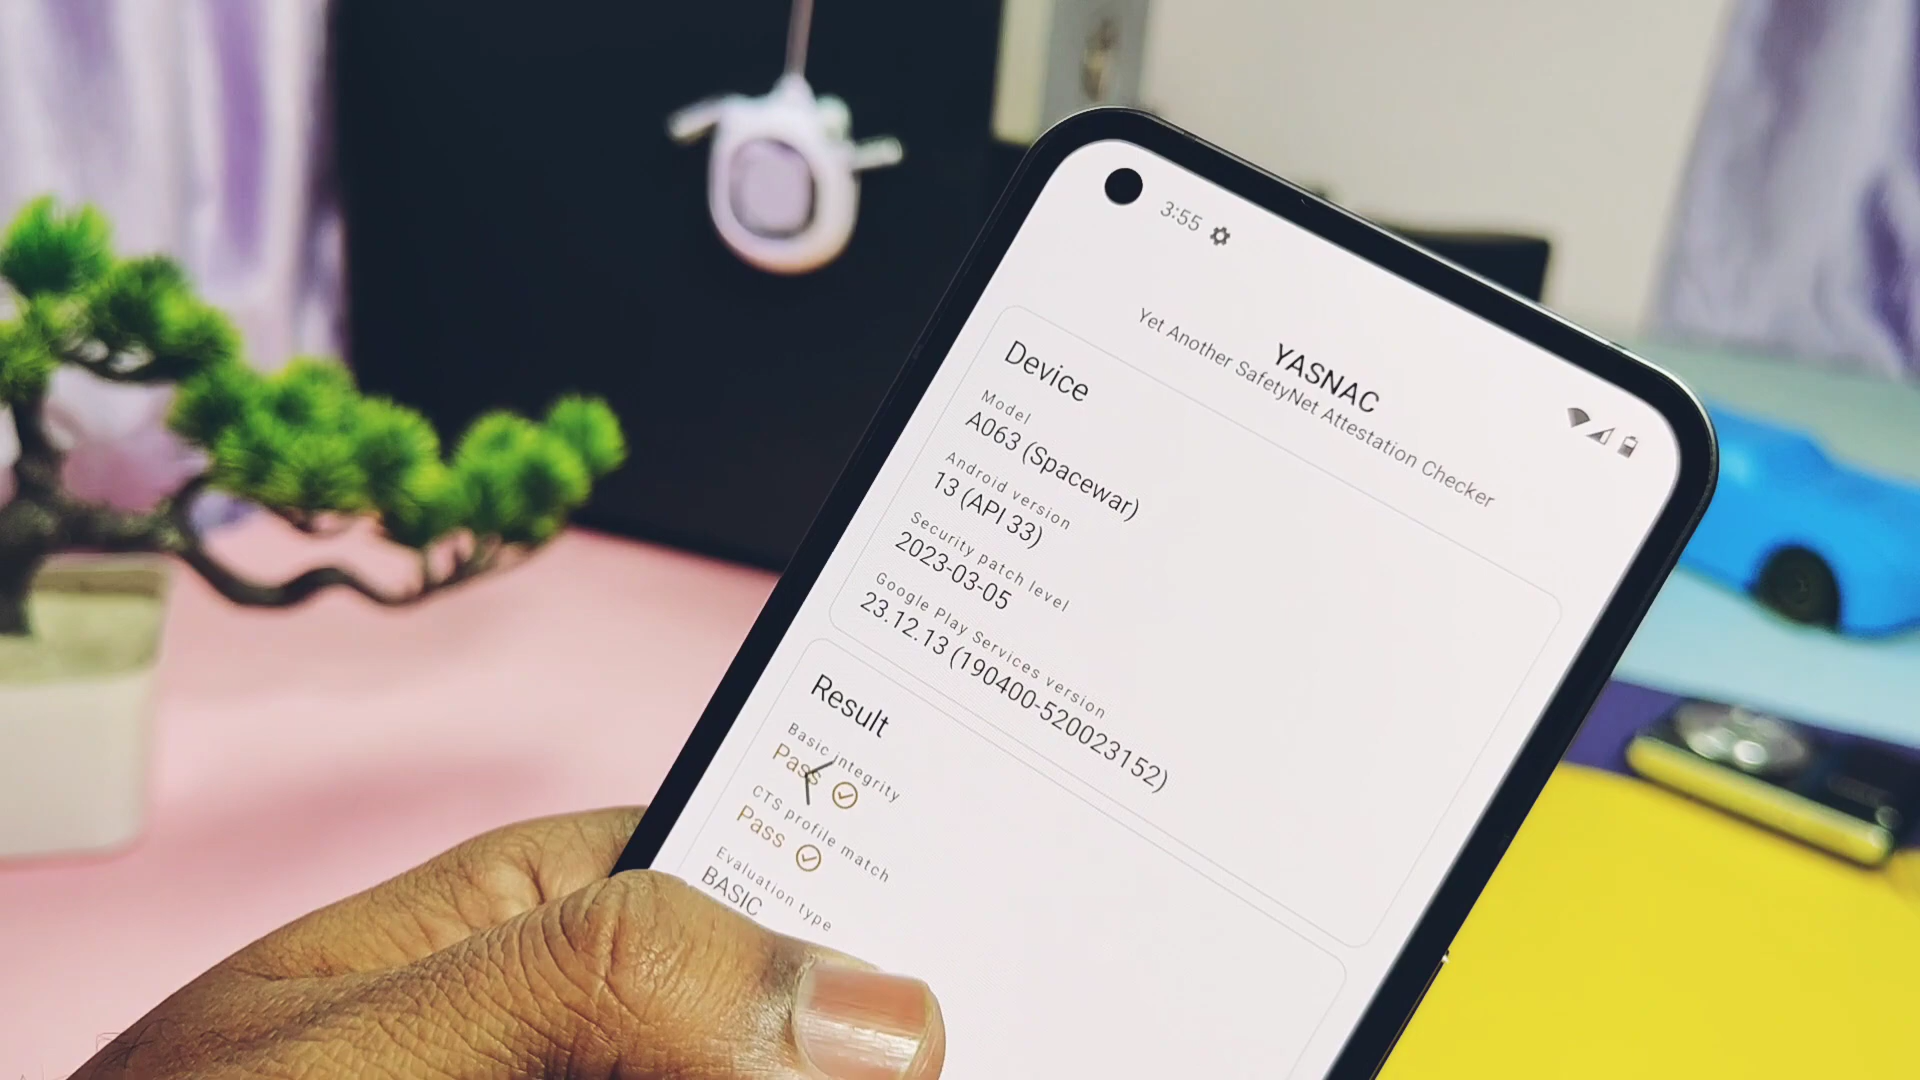 3:55
YASNAC
Yet Another SafetyNet Attestation Checker
Device
Model
A063 (Spacewar)
Android version
13 (API 33)
Security patch level
2023-03-05
Google Play Services version
23.12.13 (190400-520023152)
Result
Basic integrity
Pass
CTS profile match
Pass
Evaluation type
BASIC